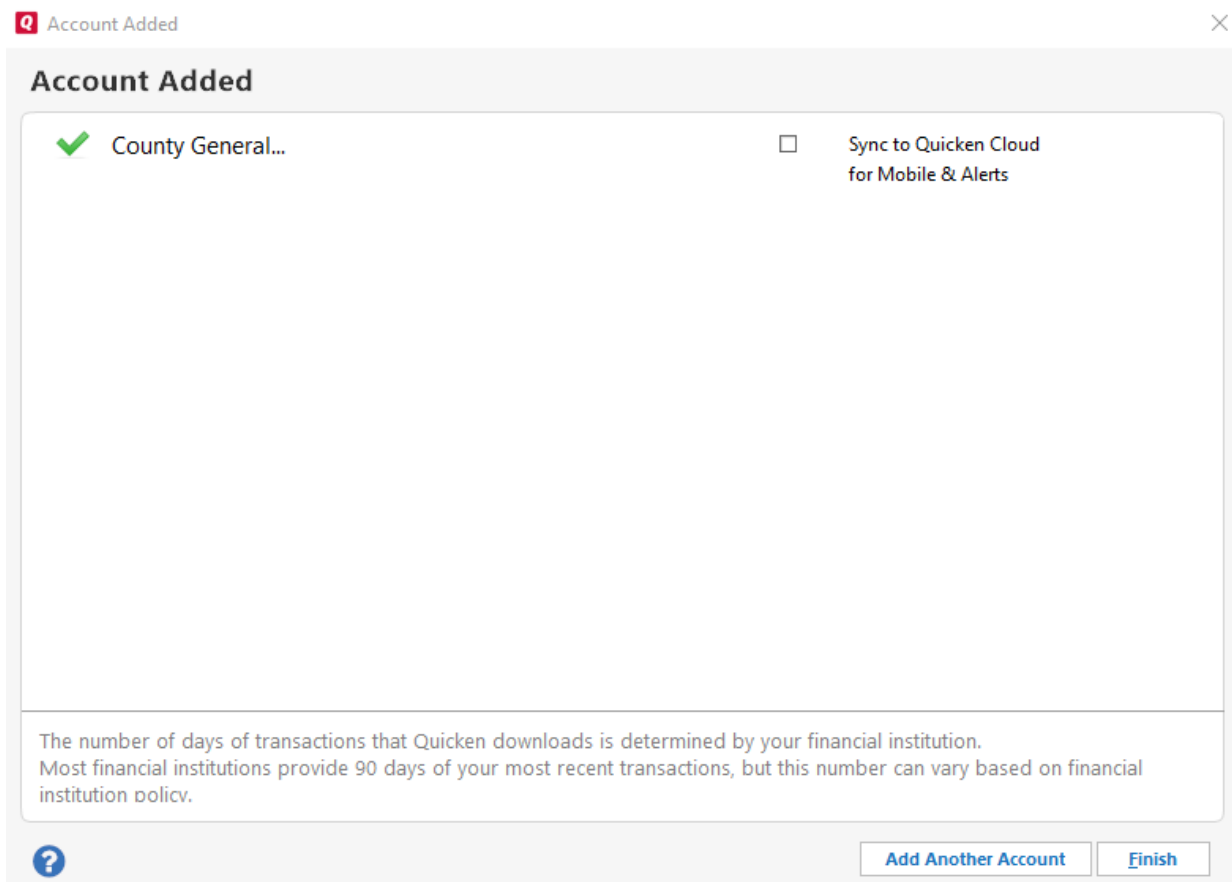 Account Added
Account Added
County General...
Sync to Quicken Cloud
for Mobile & Alerts
The number of days of transactions that Quicken downloads is determined by your financial institution.
Most financial institutions provide 90 days of your most recent transactions, but this number can vary based on financial
institution policy.
Add Another Account
Finish